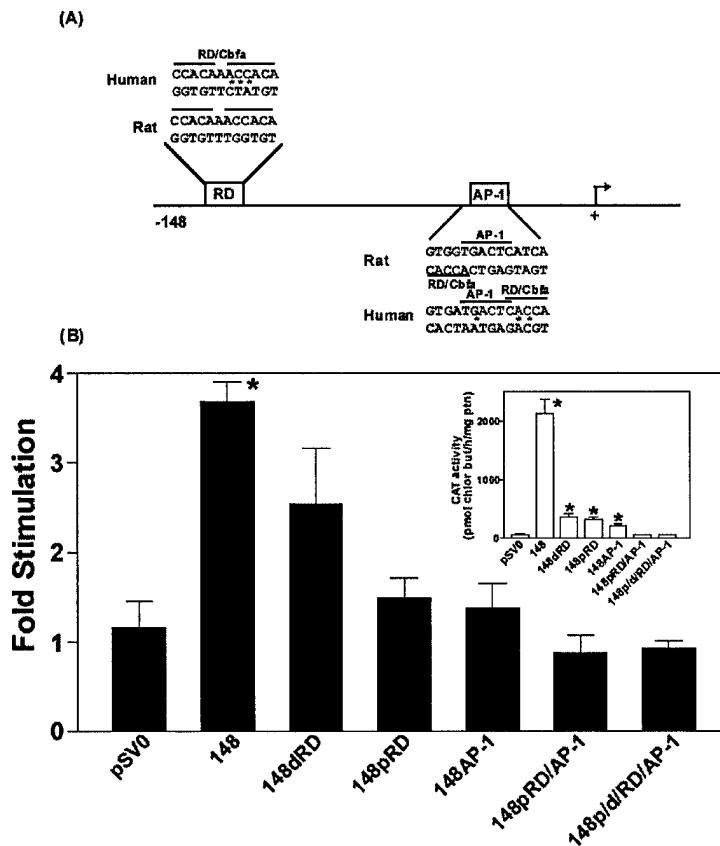 (A)
RD/Cbfa
Human
CCACAAACCACA
***
GGTGTTCTATGT
Rat
CCACAAACCACA
GGTGTTTGGTGT
RD
AP-1
-148
+
AP-1
Rat
GTGGTGACTCATCA
CACCACTGAGTAGT
RD/Cbfa
AP-1
RD/Cbfa
Human
GTGATGACTCACCA
* **
CACTAATGAGACGT
(B)
Fold Stimulation
4
3
2
1
0
*
pSV0
148
148dRD
148pRD
148AP-1
148pRD/AP-1
148p/d/RD/AP-1
CAT activity
(pmol chlor but/h/mg ptn)
2000
1000
0
*
*
*
*
pSV0
148
148dRD
148pRD
148AP-1
148pRD/AP-1
148p/d/RD/AP-1